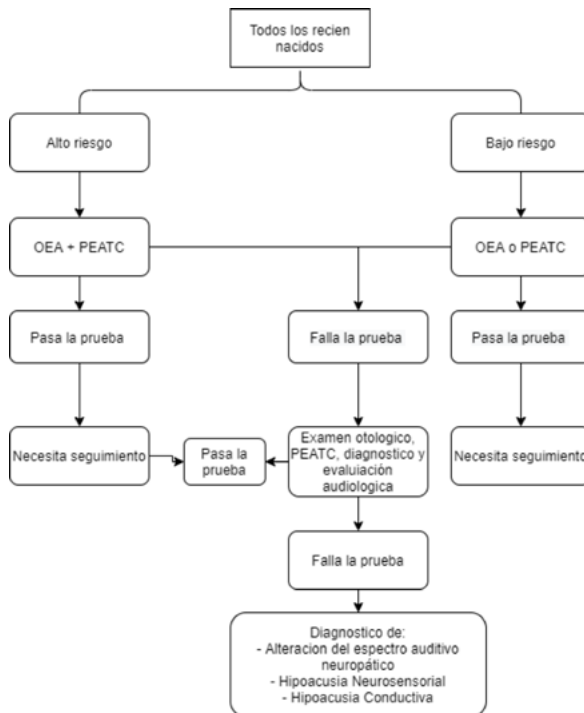 Todos los recien
nacidos
Alto riesgo
Bajo riesgo
OEA + PEATC
OEA o PEATC
Pasa la prueba
Falla la prueba
Pasa la prueba
Necesita seguimiento
Pasa la
prueba
Examen otologico,
PEATC, diagnostico y
evaluiación
audiologica
Necesita seguimiento
Falla la prueba
Diagnostico de:
- Alteracion del espectro auditivo
neuropático
- Hipoacusia Neurosensorial
- Hipoacusia Conductiva